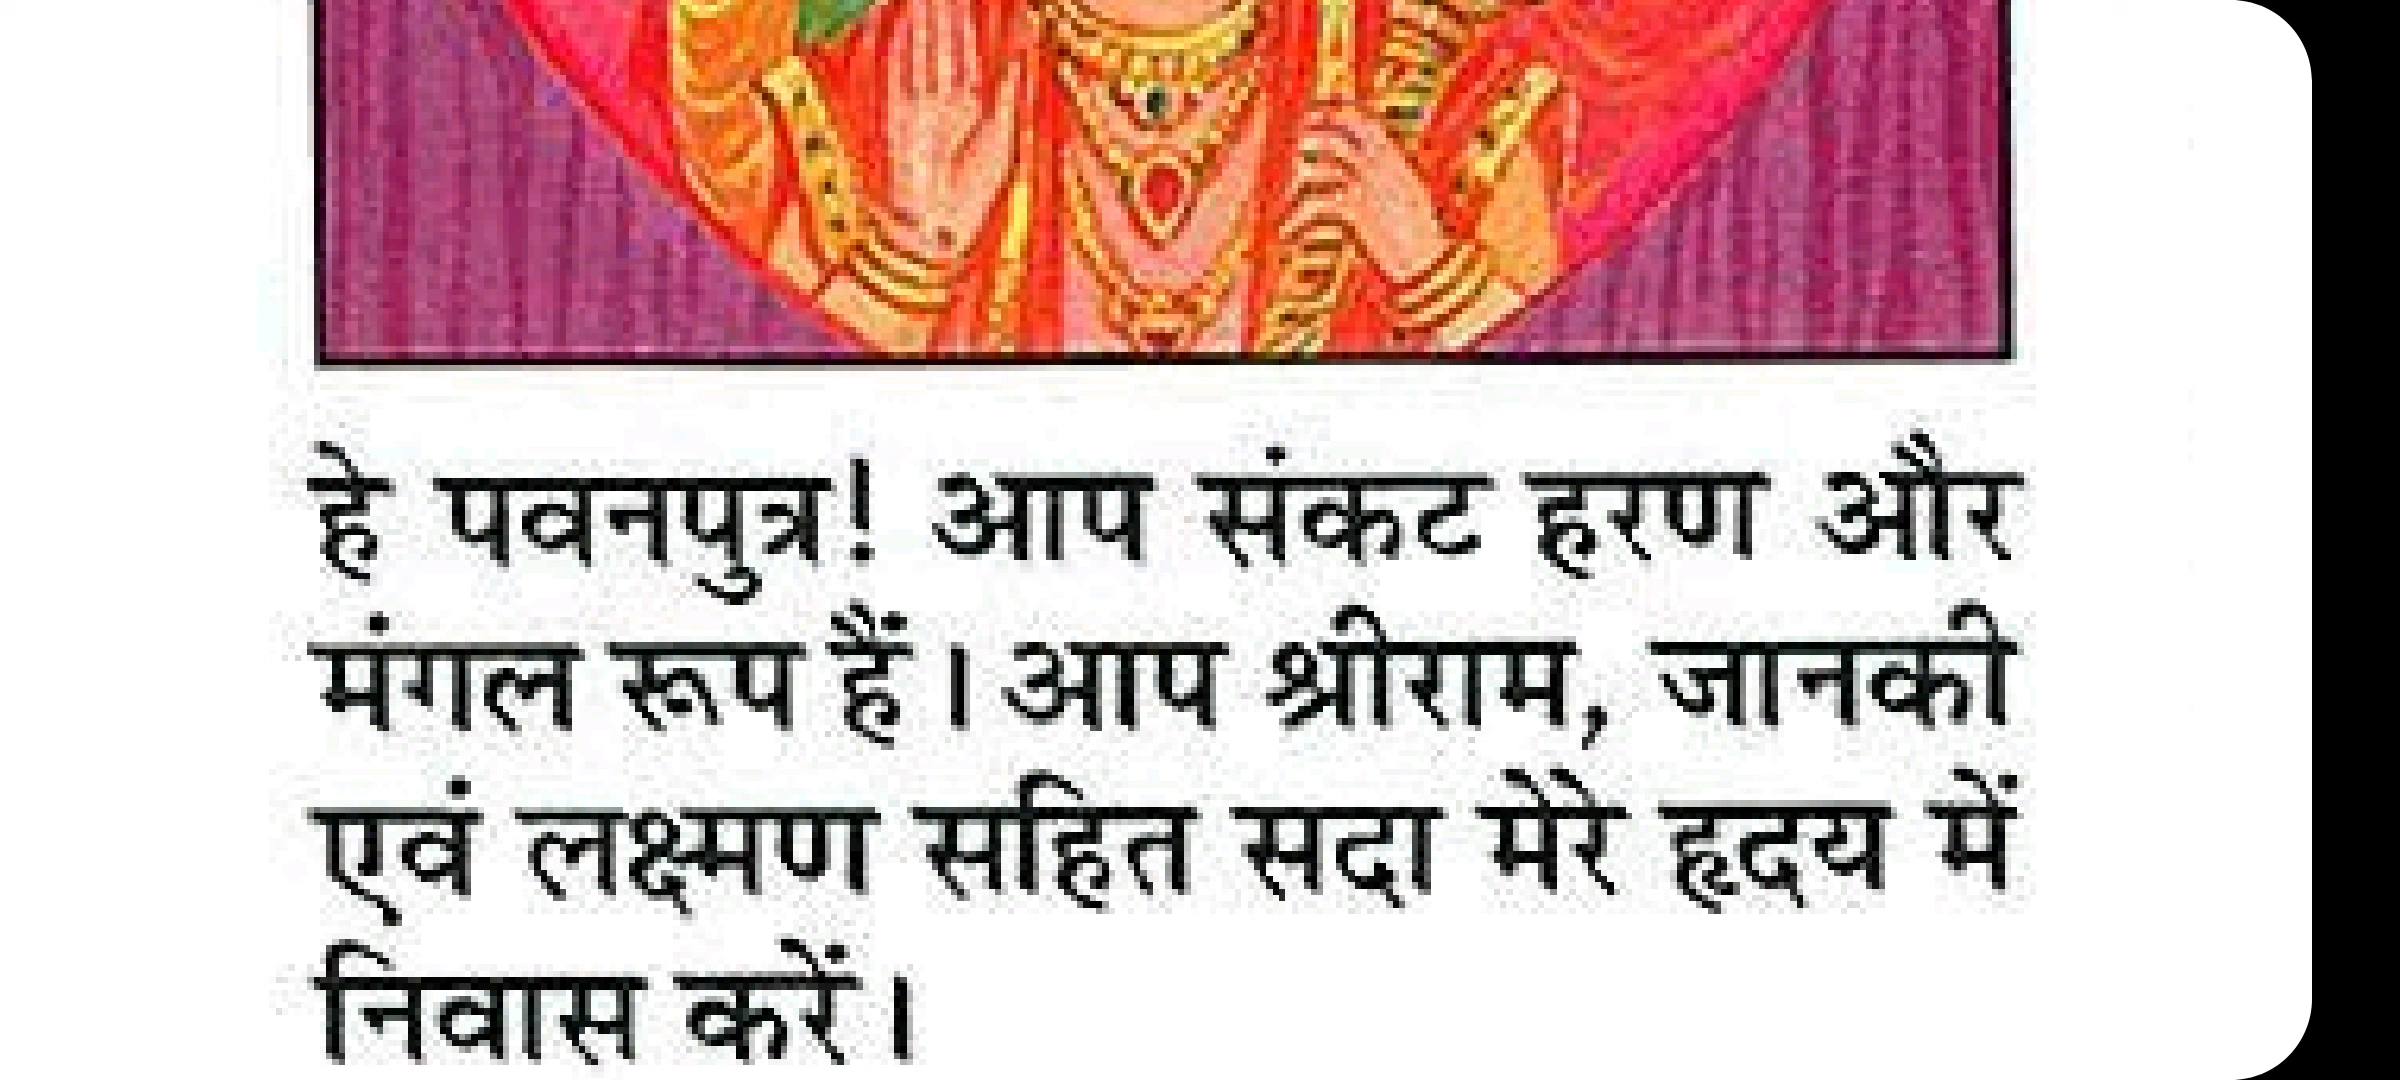 हे पवनपुत्र! आप संकट हरण और
मंगल रूप हैं। आप श्रीराम, जानकी
एवं लक्ष्मण सहित सदा मेरे हृदय में
निवास करें।